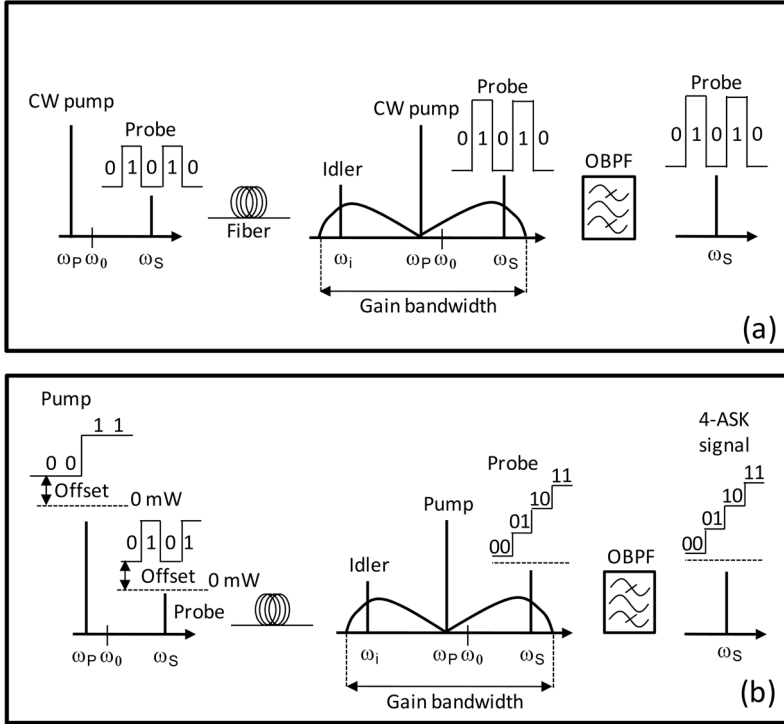 CW pump
Probe
0 1 0 1 0
ωP ω0 ωS
Fiber
Idler
CW pump
Probe
0 1 0 1 0
ωi ωP ω0 ωS
Gain bandwidth
OBPF
Probe
0 1 0 1 0
ωS
(a)
Pump
1 1
0 0
Offset
0 mW
0 1 0 1
Offset
0 mW
Probe
ωP ω0 ωS
Idler
Pump
Probe
00 01 10 11
ωi ωP ω0 ωS
Gain bandwidth
OBPF
4-ASK
signal
00 01 10 11
ωS
(b)